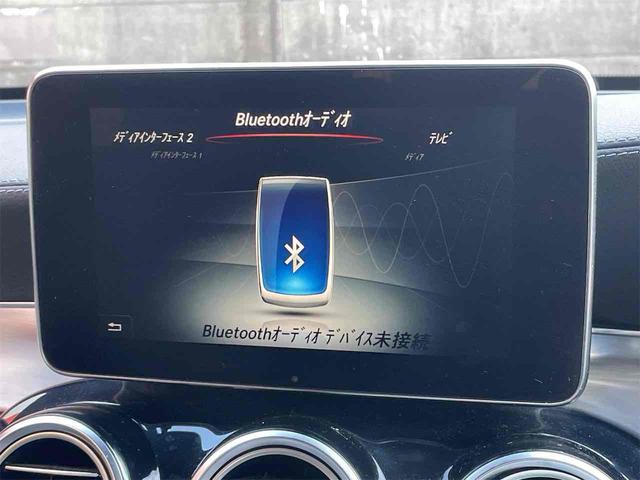 Bluetoothオーディオ
ﾒﾃﾞｨｱｲﾝﾀｰﾌｪｰｽ 2 ﾃﾚﾋﾞ
ﾒﾃﾞｨｱｲﾝﾀｰﾌｪｰｽ 1 ﾒﾃﾞｨｱ
Bluetoothオーディオ デバイス未接続